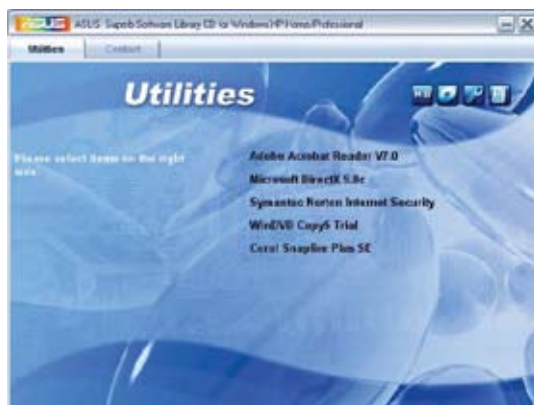 ASUS
ASUS Superb Software Library CD for Windows XP Home/Professional
Utilities
Contact
Utilities
Please select items on the right
side.
Adobe Acrobat Reader V7.0
Microsoft DirectX 9.0c
Symantec Norton Internet Security
WinDVD Copy5 Trial
Corel Snapfire Plus SE